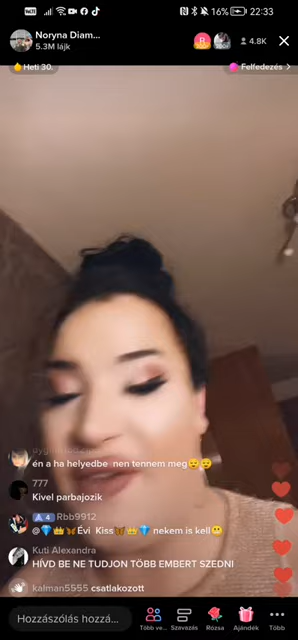 VoLTE 16% 22:33
Noryna Diam...
5.3M lájk
4.8K
Heti 30.
Felfedezés >
én a ha helyedbe nen tennem meg
777
Kivel parbajozik
4 Rbb9912
@💎👑🦋Évi Kiss🦋👑💎 nekem is kell😬
Kuti Alexandra
HÍVD BE NE TUDJON TÖBB EMBERT SZEDNI
kalman5555 csatlakozott
Hozzászólás hozzá...
Több ve...
Szavazás
Rózsa
Ajándék
Több